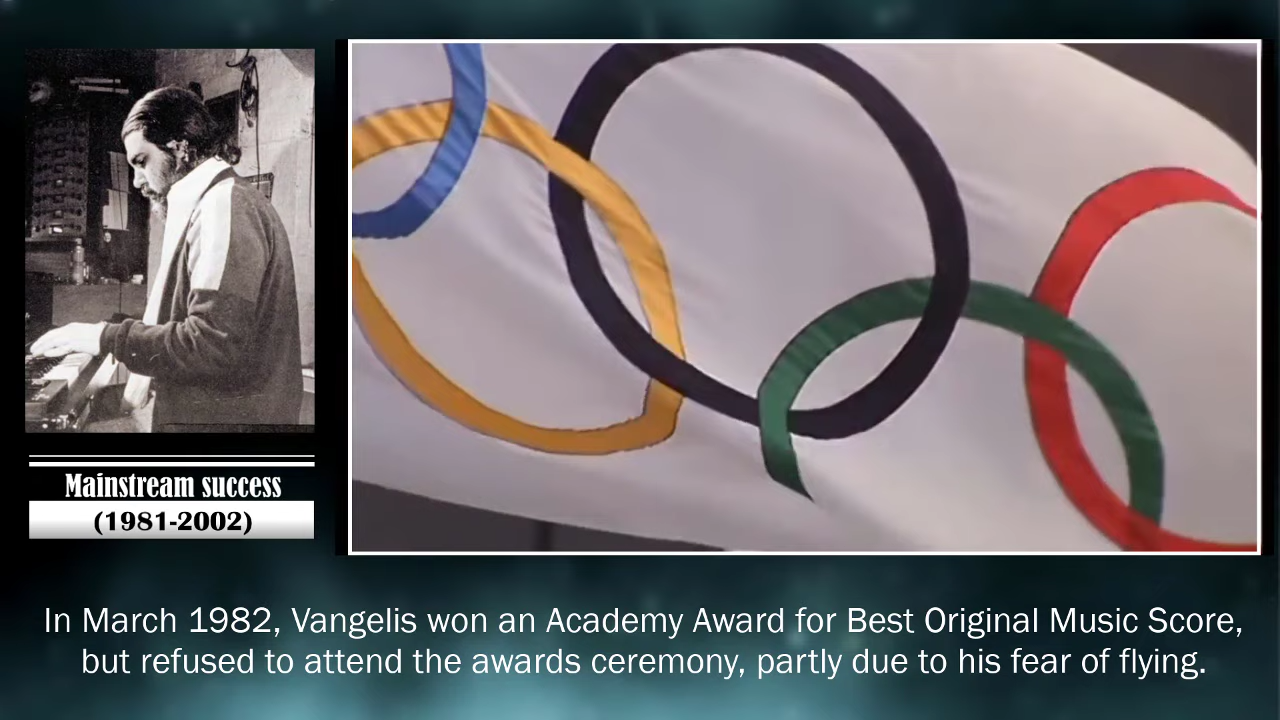 Mainstream success
(1981-2002)
In March 1982, Vangelis won an Academy Award for Best Original Music Score,
but refused to attend the awards ceremony, partly due to his fear of flying.